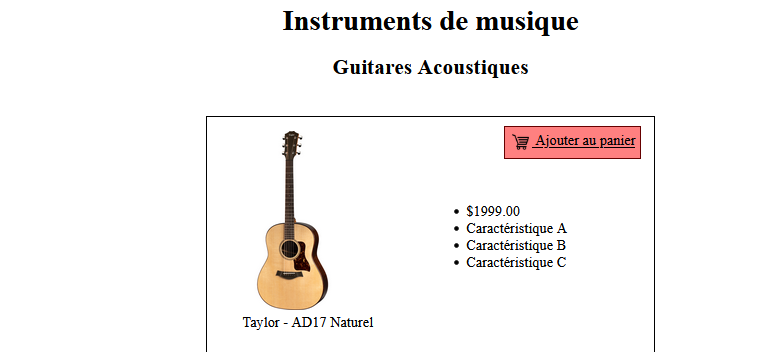 Instruments de musique
Guitares Acoustiques
Ajouter au panier
$1999.00
Caractéristique A
Caractéristique B
Caractéristique C
Taylor - AD17 Naturel